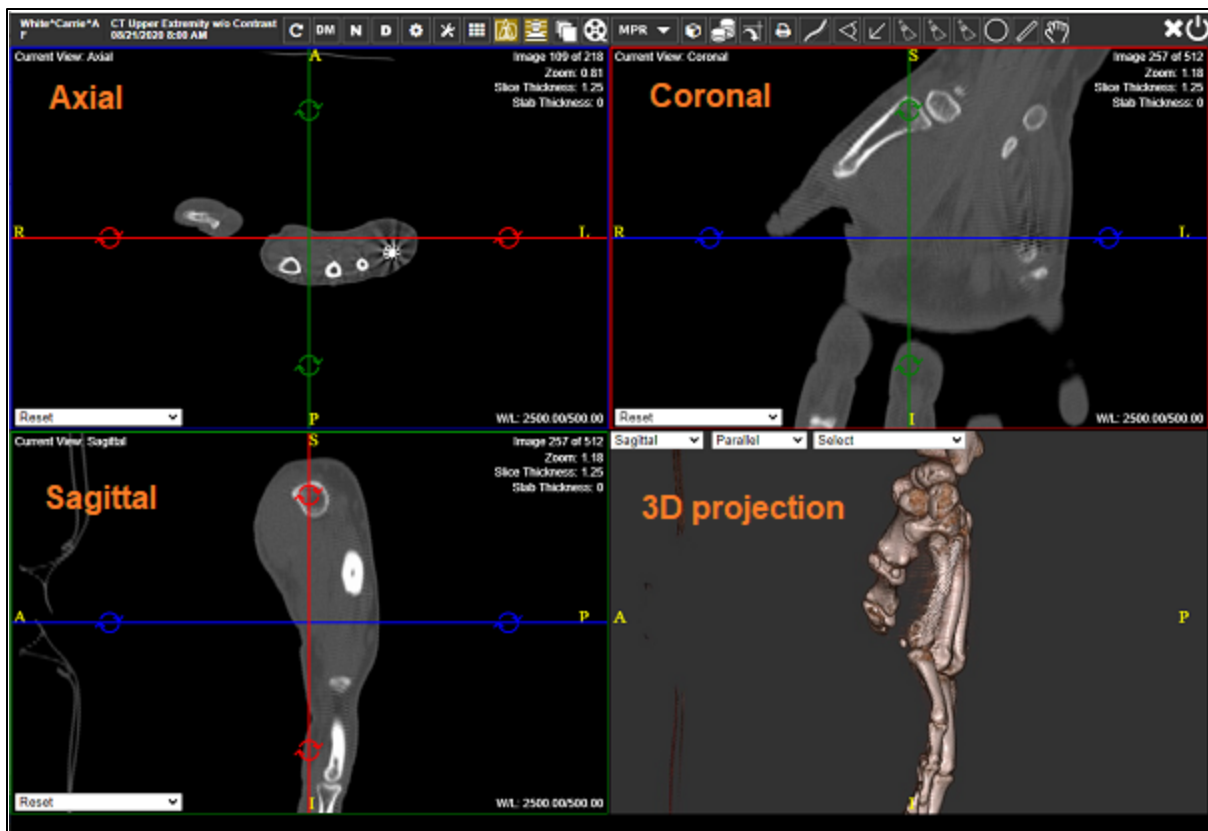 White^Carrie^A CT Upper Extremity w/o Contrast
F 08/21/2020 8:00 AM
C DM N D MPR
Current View: Axial
A
Image 109 of 218
Zoom: 0.81
Slice Thickness: 1.25
Slab Thickness: 0
Axial
R
L
Reset
P
W/L: 2500.00/500.00
Current View: Coronal
S
Image 257 of 512
Zoom: 1.18
Slice Thickness: 1.25
Slab Thickness: 0
Coronal
R
L
Reset
I
W/L: 2500.00/500.00
Current View: Sagittal
S
Image 257 of 512
Zoom: 1.18
Slice Thickness: 1.25
Slab Thickness: 0
Sagittal
A
P
Reset
I
W/L: 2500.00/500.00
Sagittal Parallel Select
3D projection
A
P
I